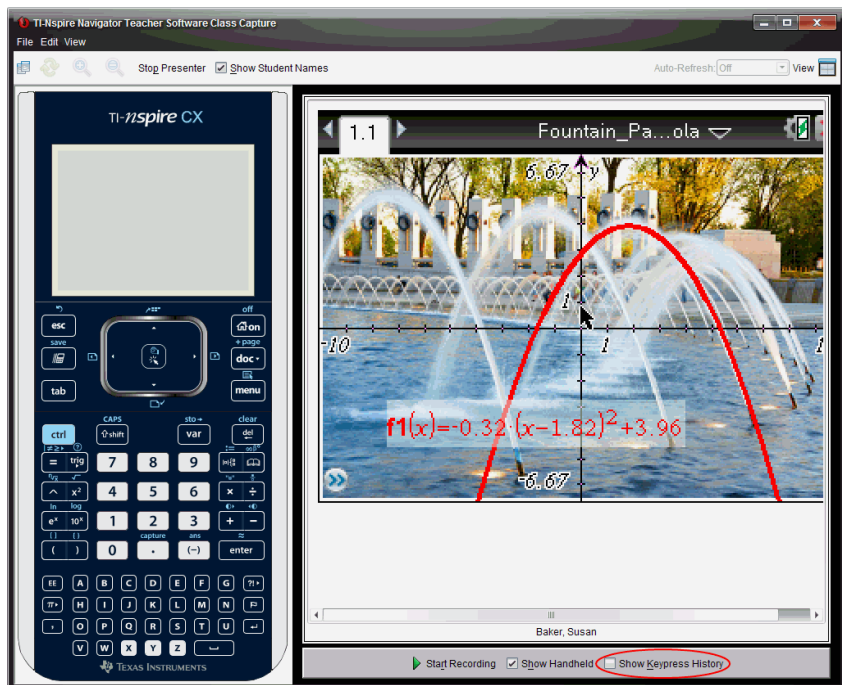 TI-Nspire Navigator Teacher Software Class Capture
File Edit View
Stop Presenter Show Student Names Auto-Refresh: Off View
TI-nspire CX
1.1 Fountain_Pa...ola
6.67 y
1
-10 1 1
f1(x)=-0.32·(x-1.82)²+3.96
-6.67
esc off on
save +page doc
tab menu
CAPS sto→ clear
ctrl shift var del
= trig 7 8 9
^ x² 4 5 6 × ÷
ln log
eˣ 10ˣ 1 2 3 + −
capture ans ≈
( ) 0 . (−) enter
EE A B C D E F G ?!
π H I J K L M N
, O P Q R S T U
V W X Y Z
TEXAS INSTRUMENTS
Baker, Susan
Start Recording Show Handheld Show Keypress History